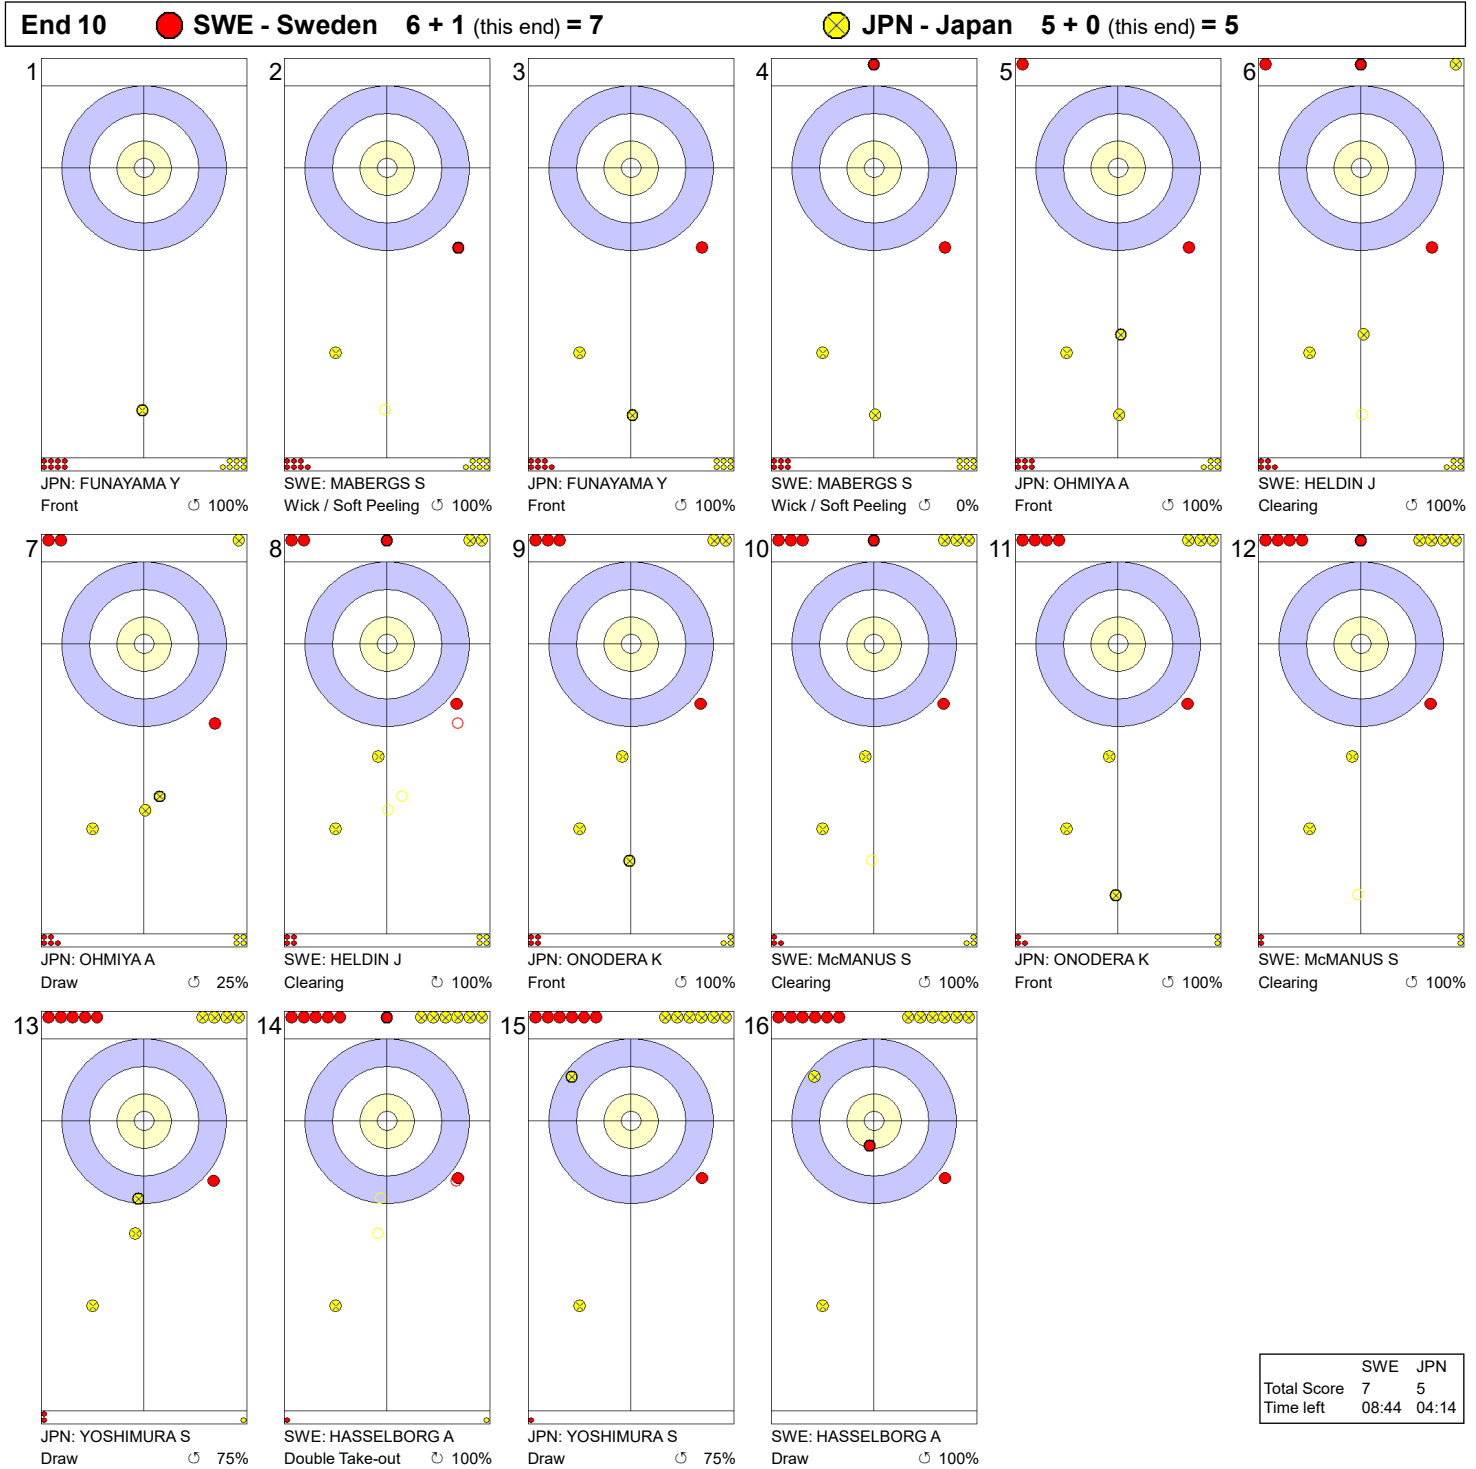 End 10 SWE - Sweden 6 + 1 (this end) = 7 JPN - Japan 5 + 0 (this end) = 5
1
JPN: FUNAYAMA Y
Front ↺ 100%
2
SWE: MABERGS S
Wick / Soft Peeling ↺ 100%
3
JPN: FUNAYAMA Y
Front ↺ 100%
4
SWE: MABERGS S
Wick / Soft Peeling ↺ 0%
5
JPN: OHMIYA A
Front ↺ 100%
6
SWE: HELDIN J
Clearing ↺ 100%
7
JPN: OHMIYA A
Draw ↺ 25%
8
SWE: HELDIN J
Clearing ↻ 100%
9
JPN: ONODERA K
Front ↺ 100%
10
SWE: McMANUS S
Clearing ↺ 100%
11
JPN: ONODERA K
Front ↺ 100%
12
SWE: McMANUS S
Clearing ↺ 100%
13
JPN: YOSHIMURA S
Draw ↺ 75%
14
SWE: HASSELBORG A
Double Take-out ↻ 100%
15
JPN: YOSHIMURA S
Draw ↺ 75%
16
SWE: HASSELBORG A
Draw ↺ 100%
SWE JPN
Total Score 7 5
Time left 08:44 04:14